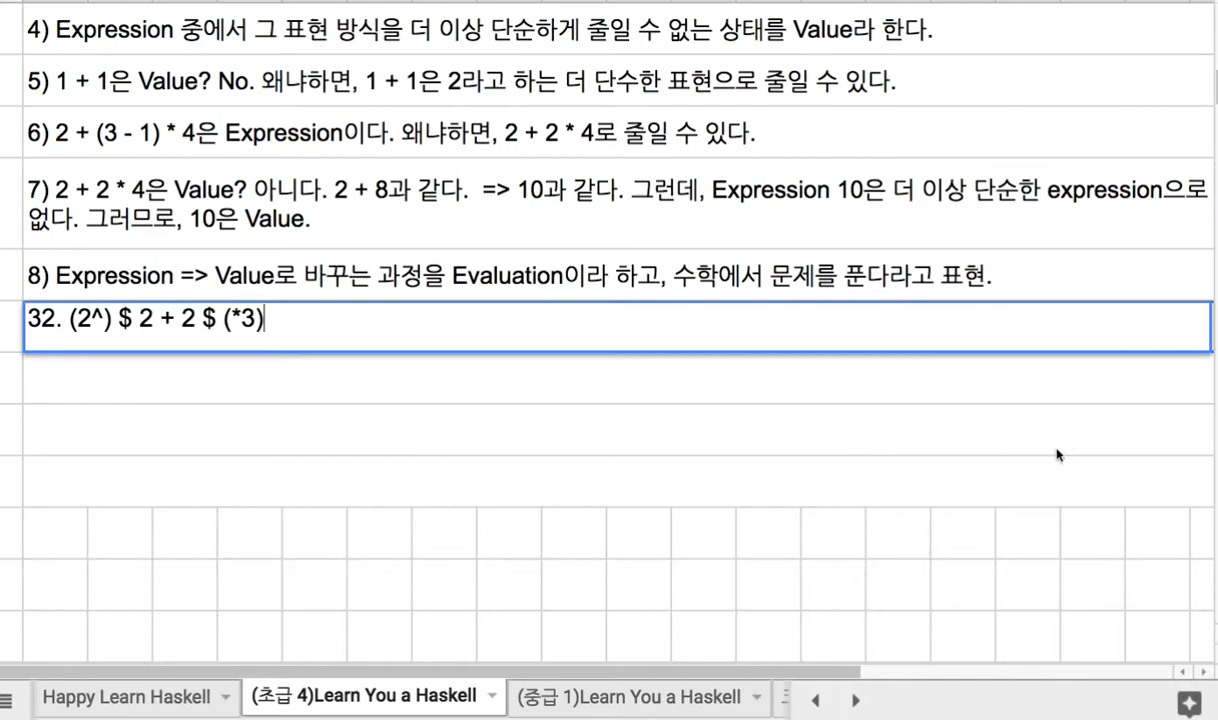 4) Expression 중에서 그 표현 방식을 더 이상 단순하게 줄일 수 없는 상태를 Value라 한다.
5) 1 + 1은 Value? No. 왜냐하면, 1 + 1은 2라고 하는 더 단수한 표현으로 줄일 수 있다.
6) 2 + (3 - 1) * 4은 Expression이다. 왜냐하면, 2 + 2 * 4로 줄일 수 있다.
7) 2 + 2 * 4은 Value? 아니다. 2 + 8과 같다.  => 10과 같다. 그런데, Expression 10은 더 이상 단순한 expression으로
없다. 그러므로, 10은 Value.
8) Expression => Value로 바꾸는 과정을 Evaluation이라 하고, 수학에서 문제를 푼다라고 표현.
32. (2^) $ 2 + 2 $ (*3)
Happy Learn Haskell (초급 4)Learn You a Haskell (중급 1)Learn You a Haskell